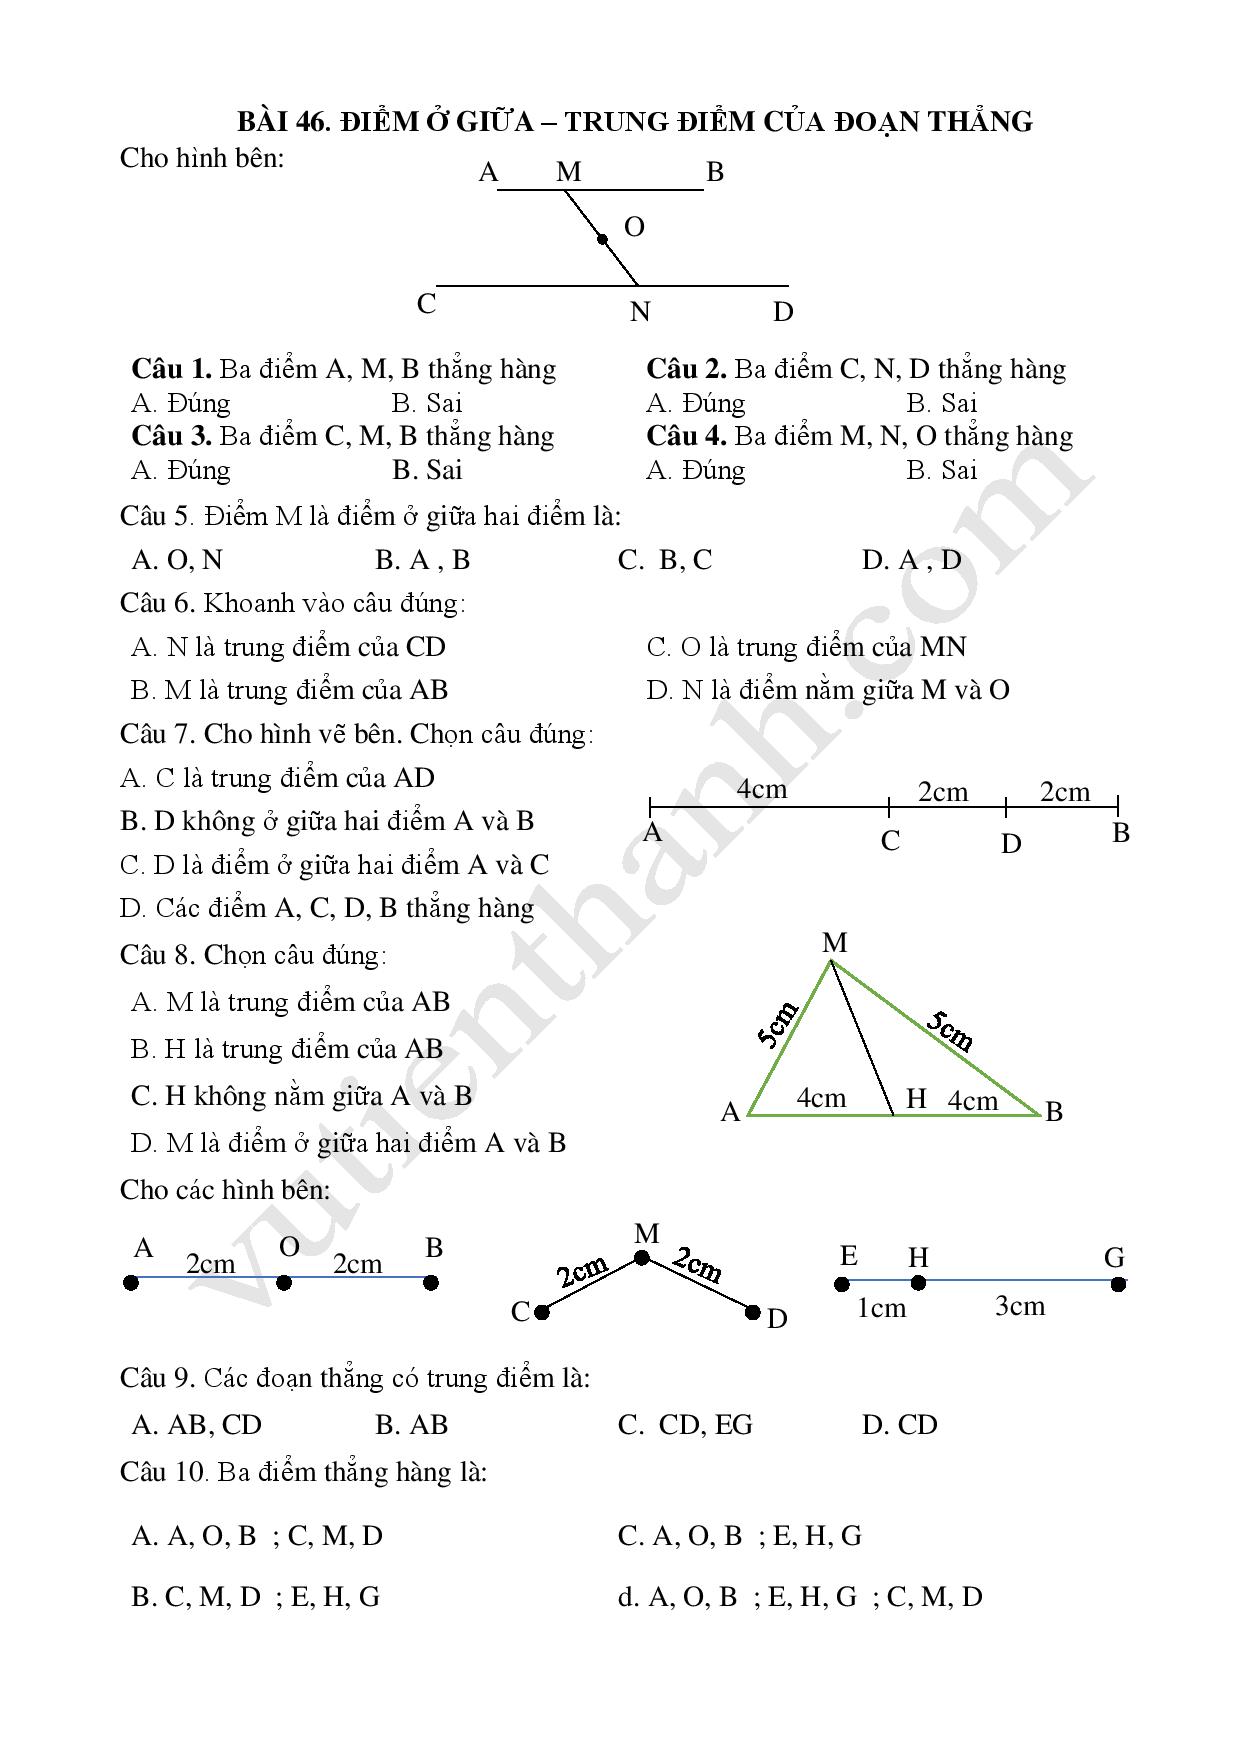 BÀI 46. ĐIỂM Ở GIỮA – TRUNG ĐIỂM CỦA ĐOẠN THẲNG
Cho hình bên:
A M B
O
C N D
Câu 1. Ba điểm A, M, B thẳng hàng Câu 2. Ba điểm C, N, D thẳng hàng
A. Đúng B. Sai A. Đúng B. Sai
Câu 3. Ba điểm C, M, B thẳng hàng Câu 4. Ba điểm M, N, O thẳng hàng
A. Đúng B. Sai A. Đúng B. Sai
Câu 5. Điểm M là điểm ở giữa hai điểm là:
A. O, N B. A , B C. B, C D. A , D
Câu 6. Khoanh vào câu đúng:
A. N là trung điểm của CD C. O là trung điểm của MN
B. M là trung điểm của AB D. N là điểm nằm giữa M và O
Câu 7. Cho hình vẽ bên. Chọn câu đúng:
A. C là trung điểm của AD
B. D không ở giữa hai điểm A và B
C. D là điểm ở giữa hai điểm A và C
D. Các điểm A, C, D, B thẳng hàng
4cm 2cm 2cm
A C D B
Câu 8. Chọn câu đúng:
A. M là trung điểm của AB
B. H là trung điểm của AB
C. H không nằm giữa A và B
D. M là điểm ở giữa hai điểm A và B
M
5cm 5cm
A 4cm H 4cm B
Cho các hình bên:
A 2cm O 2cm B
M
2cm 2cm
C D
E H G
1cm 3cm
Câu 9. Các đoạn thẳng có trung điểm là:
A. AB, CD B. AB C. CD, EG D. CD
Câu 10. Ba điểm thẳng hàng là:
A. A, O, B ; C, M, D C. A, O, B ; E, H, G
B. C, M, D ; E, H, G d. A, O, B ; E, H, G ; C, M, D
vutienthanh.com